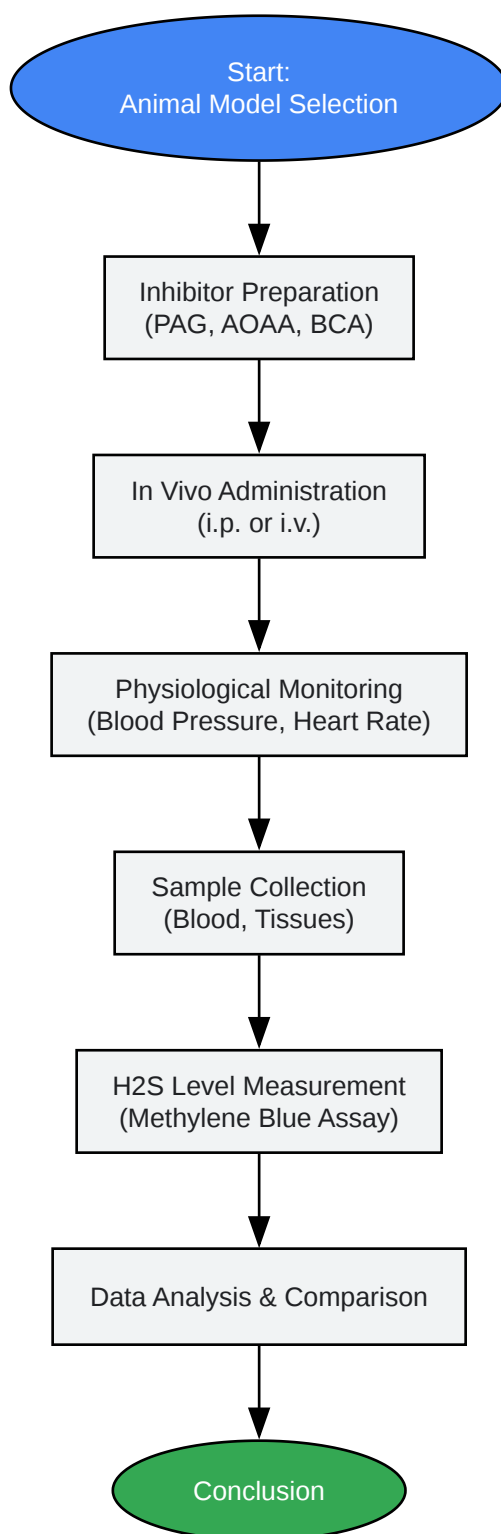 Start:
Animal Model Selection
Inhibitor Preparation
(PAG, AOAA, BCA)
In Vivo Administration
(i.p. or i.v.)
Physiological Monitoring
(Blood Pressure, Heart Rate)
Sample Collection
(Blood, Tissues)
H2S Level Measurement
(Methylene Blue Assay)
Data Analysis & Comparison
Conclusion